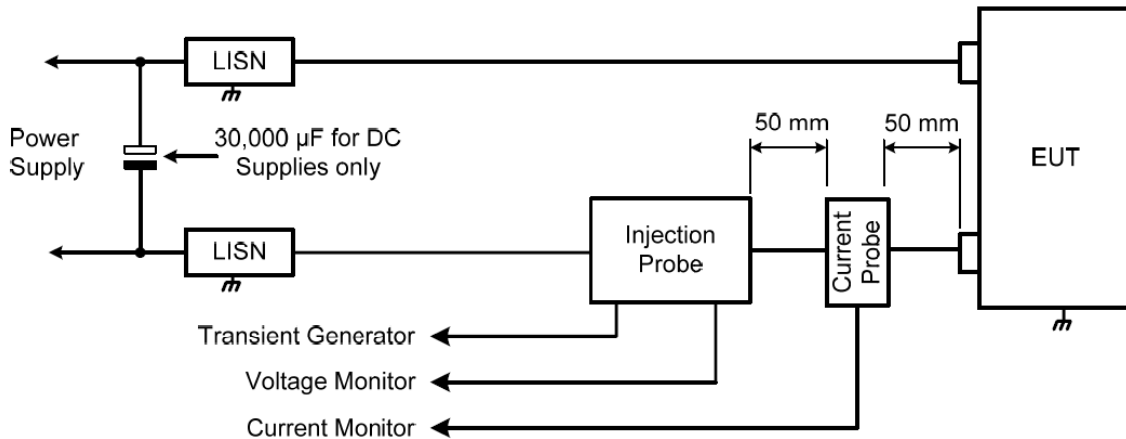 LISN
Power
Supply
30,000 µF for DC
Supplies only
50 mm
50 mm
EUT
LISN
Injection
Probe
Current
Probe
Transient Generator
Voltage Monitor
Current Monitor